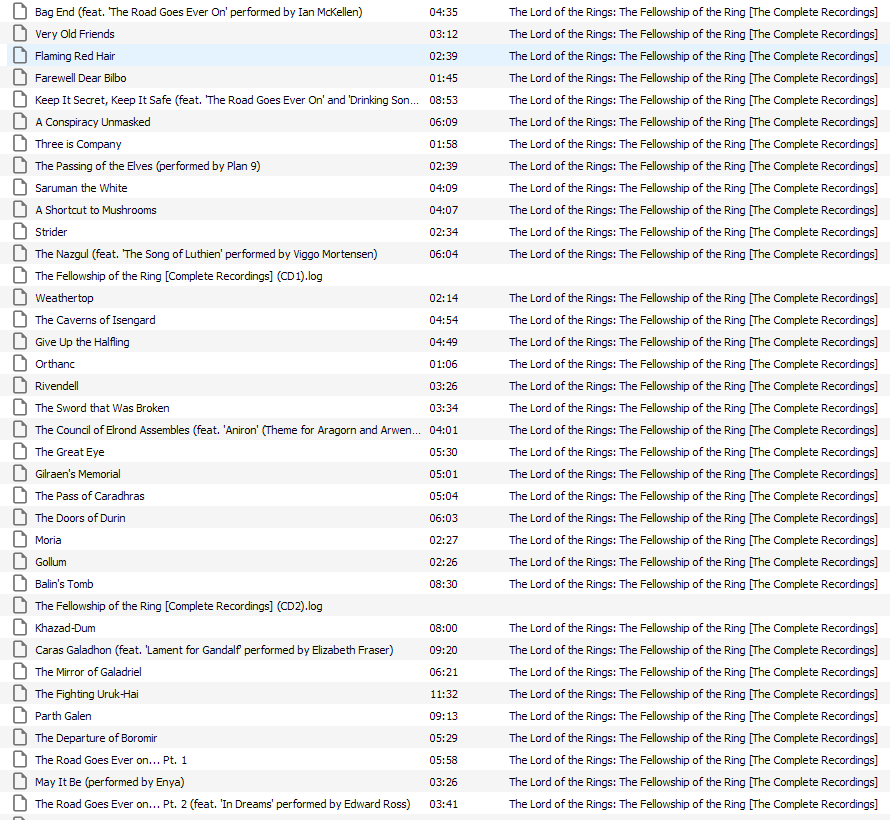 Bag End (feat. 'The Road Goes Ever On' performed by Ian McKellen) 04:35 The Lord of the Rings: The Fellowship of the Ring [The Complete Recordings]
Very Old Friends 03:12 The Lord of the Rings: The Fellowship of the Ring [The Complete Recordings]
Flaming Red Hair 02:39 The Lord of the Rings: The Fellowship of the Ring [The Complete Recordings]
Farewell Dear Bilbo 01:45 The Lord of the Rings: The Fellowship of the Ring [The Complete Recordings]
Keep It Secret, Keep It Safe (feat. 'The Road Goes Ever On' and 'Drinking Son... 08:53 The Lord of the Rings: The Fellowship of the Ring [The Complete Recordings]
A Conspiracy Unmasked 06:09 The Lord of the Rings: The Fellowship of the Ring [The Complete Recordings]
Three is Company 01:58 The Lord of the Rings: The Fellowship of the Ring [The Complete Recordings]
The Passing of the Elves (performed by Plan 9) 02:39 The Lord of the Rings: The Fellowship of the Ring [The Complete Recordings]
Saruman the White 04:09 The Lord of the Rings: The Fellowship of the Ring [The Complete Recordings]
A Shortcut to Mushrooms 04:07 The Lord of the Rings: The Fellowship of the Ring [The Complete Recordings]
Strider 02:34 The Lord of the Rings: The Fellowship of the Ring [The Complete Recordings]
The Nazgul (feat. 'The Song of Luthien' performed by Viggo Mortensen) 06:04 The Lord of the Rings: The Fellowship of the Ring [The Complete Recordings]
The Fellowship of the Ring [Complete Recordings] (CD1).log
Weathertop 02:14 The Lord of the Rings: The Fellowship of the Ring [The Complete Recordings]
The Caverns of Isengard 04:54 The Lord of the Rings: The Fellowship of the Ring [The Complete Recordings]
Give Up the Halfling 04:49 The Lord of the Rings: The Fellowship of the Ring [The Complete Recordings]
Orthanc 01:06 The Lord of the Rings: The Fellowship of the Ring [The Complete Recordings]
Rivendell 03:26 The Lord of the Rings: The Fellowship of the Ring [The Complete Recordings]
The Sword that Was Broken 03:34 The Lord of the Rings: The Fellowship of the Ring [The Complete Recordings]
The Council of Elrond Assembles (feat. 'Aniron' (Theme for Aragorn and Arwen... 04:01 The Lord of the Rings: The Fellowship of the Ring [The Complete Recordings]
The Great Eye 05:30 The Lord of the Rings: The Fellowship of the Ring [The Complete Recordings]
Gilraen's Memorial 05:01 The Lord of the Rings: The Fellowship of the Ring [The Complete Recordings]
The Pass of Caradhras 05:04 The Lord of the Rings: The Fellowship of the Ring [The Complete Recordings]
The Doors of Durin 06:03 The Lord of the Rings: The Fellowship of the Ring [The Complete Recordings]
Moria 02:27 The Lord of the Rings: The Fellowship of the Ring [The Complete Recordings]
Gollum 02:26 The Lord of the Rings: The Fellowship of the Ring [The Complete Recordings]
Balin's Tomb 08:30 The Lord of the Rings: The Fellowship of the Ring [The Complete Recordings]
The Fellowship of the Ring [Complete Recordings] (CD2).log
Khazad-Dum 08:00 The Lord of the Rings: The Fellowship of the Ring [The Complete Recordings]
Caras Galadhon (feat. 'Lament for Gandalf' performed by Elizabeth Fraser) 09:20 The Lord of the Rings: The Fellowship of the Ring [The Complete Recordings]
The Mirror of Galadriel 06:21 The Lord of the Rings: The Fellowship of the Ring [The Complete Recordings]
The Fighting Uruk-Hai 11:32 The Lord of the Rings: The Fellowship of the Ring [The Complete Recordings]
Parth Galen 09:13 The Lord of the Rings: The Fellowship of the Ring [The Complete Recordings]
The Departure of Boromir 05:29 The Lord of the Rings: The Fellowship of the Ring [The Complete Recordings]
The Road Goes Ever on... Pt. 1 05:58 The Lord of the Rings: The Fellowship of the Ring [The Complete Recordings]
May It Be (performed by Enya) 03:26 The Lord of the Rings: The Fellowship of the Ring [The Complete Recordings]
The Road Goes Ever on... Pt. 2 (feat. 'In Dreams' performed by Edward Ross) 03:41 The Lord of the Rings: The Fellowship of the Ring [The Complete Recordings]